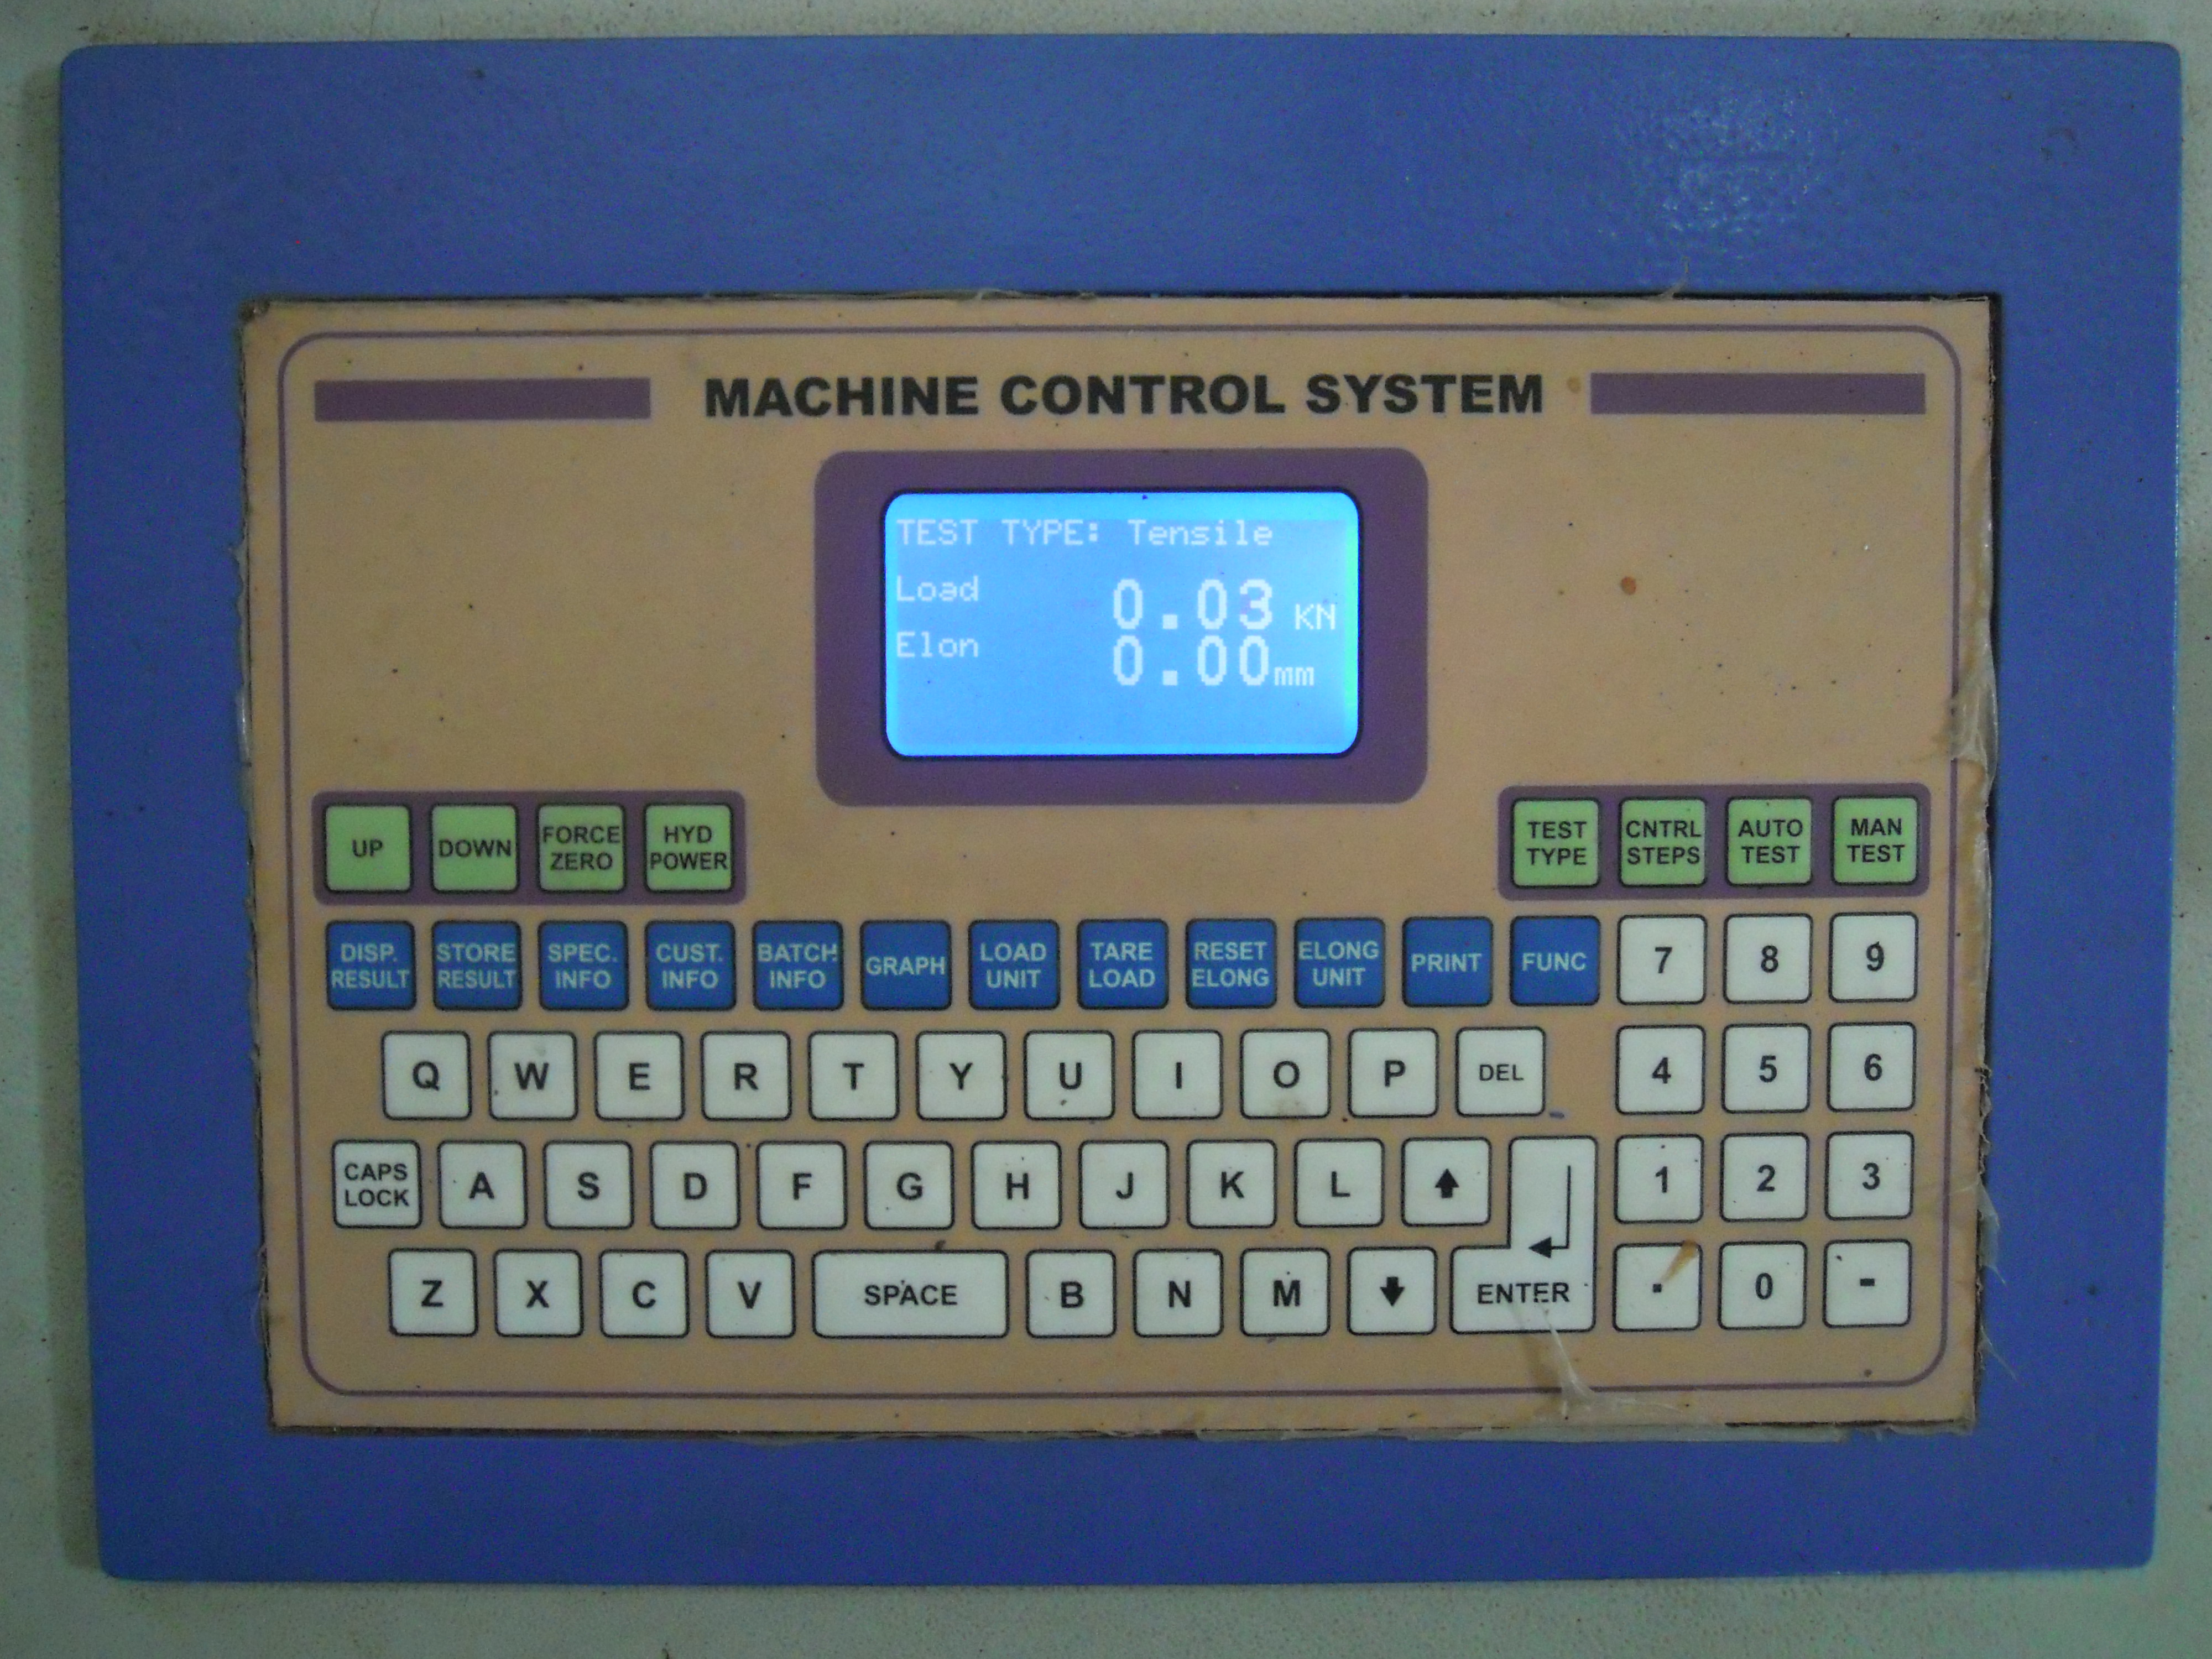 MACHINE CONTROL SYSTEM
TEST TYPE: Tensile
Load 0.03 KN
Elon 0.00mm
UP DOWN FORCE ZERO HYD POWER TEST TYPE CNTRL STEPS AUTO TEST MAN TEST
DISP. RESULT STORE RESULT SPEC. INFO CUST. INFO BATCH INFO GRAPH LOAD UNIT TARE LOAD RESET ELONG ELONG UNIT PRINT FUNC 7 8 9
Q W E R T Y U I O P DEL 4 5 6
CAPS LOCK A S D F G H J K L 1 2 3
Z X C V SPACE B N M ENTER . 0 -